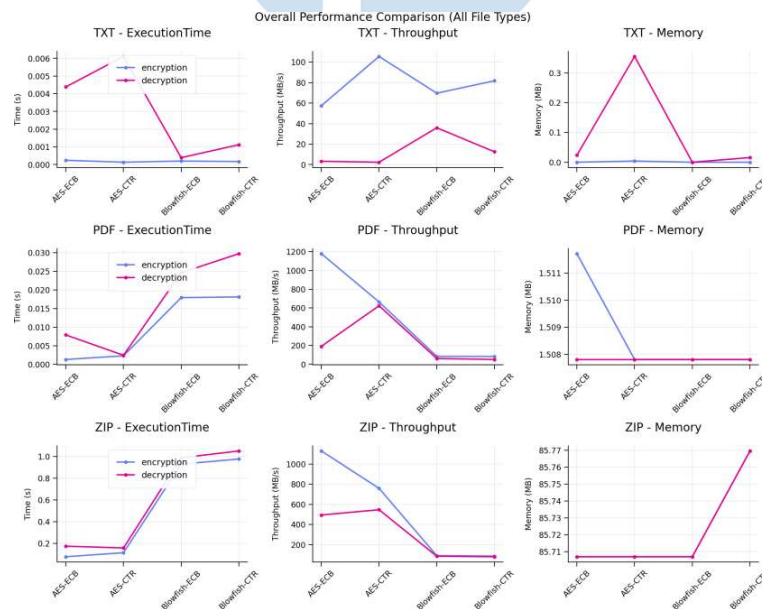 Overall Performance Comparison (All File Types)
TXT - ExecutionTime
Time (s)
0.006
0.005
0.004
0.003
0.002
0.001
0.000
encryption
decryption
AES-ECB
AES-CTR
Blowfish-ECB
Blowfish-CTR
TXT - Throughput
Throughput (MB/s)
100
80
60
40
20
0
AES-ECB
AES-CTR
Blowfish-ECB
Blowfish-CTR
TXT - Memory
Memory (MB)
0.3
0.2
0.1
0.0
AES-ECB
AES-CTR
Blowfish-ECB
Blowfish-CTR
PDF - ExecutionTime
Time (s)
0.030
0.025
0.020
0.015
0.010
0.005
0.000
encryption
decryption
AES-ECB
AES-CTR
Blowfish-ECB
Blowfish-CTR
PDF - Throughput
Throughput (MB/s)
1200
1000
800
600
400
200
0
AES-ECB
AES-CTR
Blowfish-ECB
Blowfish-CTR
PDF - Memory
Memory (MB)
1.511
1.510
1.509
1.508
AES-ECB
AES-CTR
Blowfish-ECB
Blowfish-CTR
ZIP - ExecutionTime
Time (s)
1.0
0.8
0.6
0.4
0.2
encryption
decryption
AES-ECB
AES-CTR
Blowfish-ECB
Blowfish-CTR
ZIP - Throughput
Throughput (MB/s)
1000
800
600
400
200
AES-ECB
AES-CTR
Blowfish-ECB
Blowfish-CTR
ZIP - Memory
Memory (MB)
85.77
85.76
85.75
85.74
85.73
85.72
85.71
AES-ECB
AES-CTR
Blowfish-ECB
Blowfish-CTR